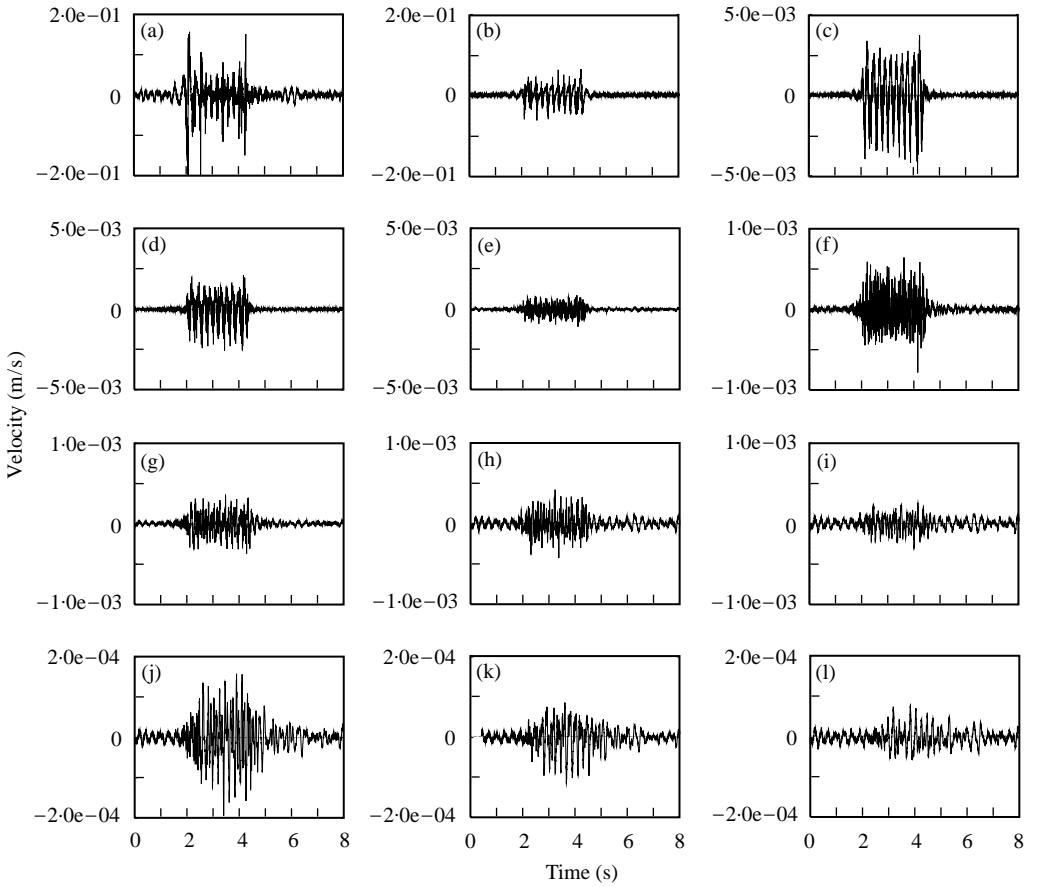 2·0e−01 2·0e−01 5·0e−03
(a) (b) (c)
0 0 0
−2·0e−01 −2·0e−01 −5·0e−03
5·0e−03 5·0e−03 1·0e−03
(d) (e) (f)
0 0 0
−5·0e−03 −5·0e−03 −1·0e−03
Velocity (m/s)
1·0e−03 1·0e−03 1·0e−03
(g) (h) (i)
0 0 0
−1·0e−03 −1·0e−03 −1·0e−03
2·0e−04 2·0e−04 2·0e−04
(j) (k) (l)
0 0 0
−2·0e−04 −2·0e−04 −2·0e−04
0 2 4 6 8 0 2 4 6 8 0 2 4 6 8
Time (s)